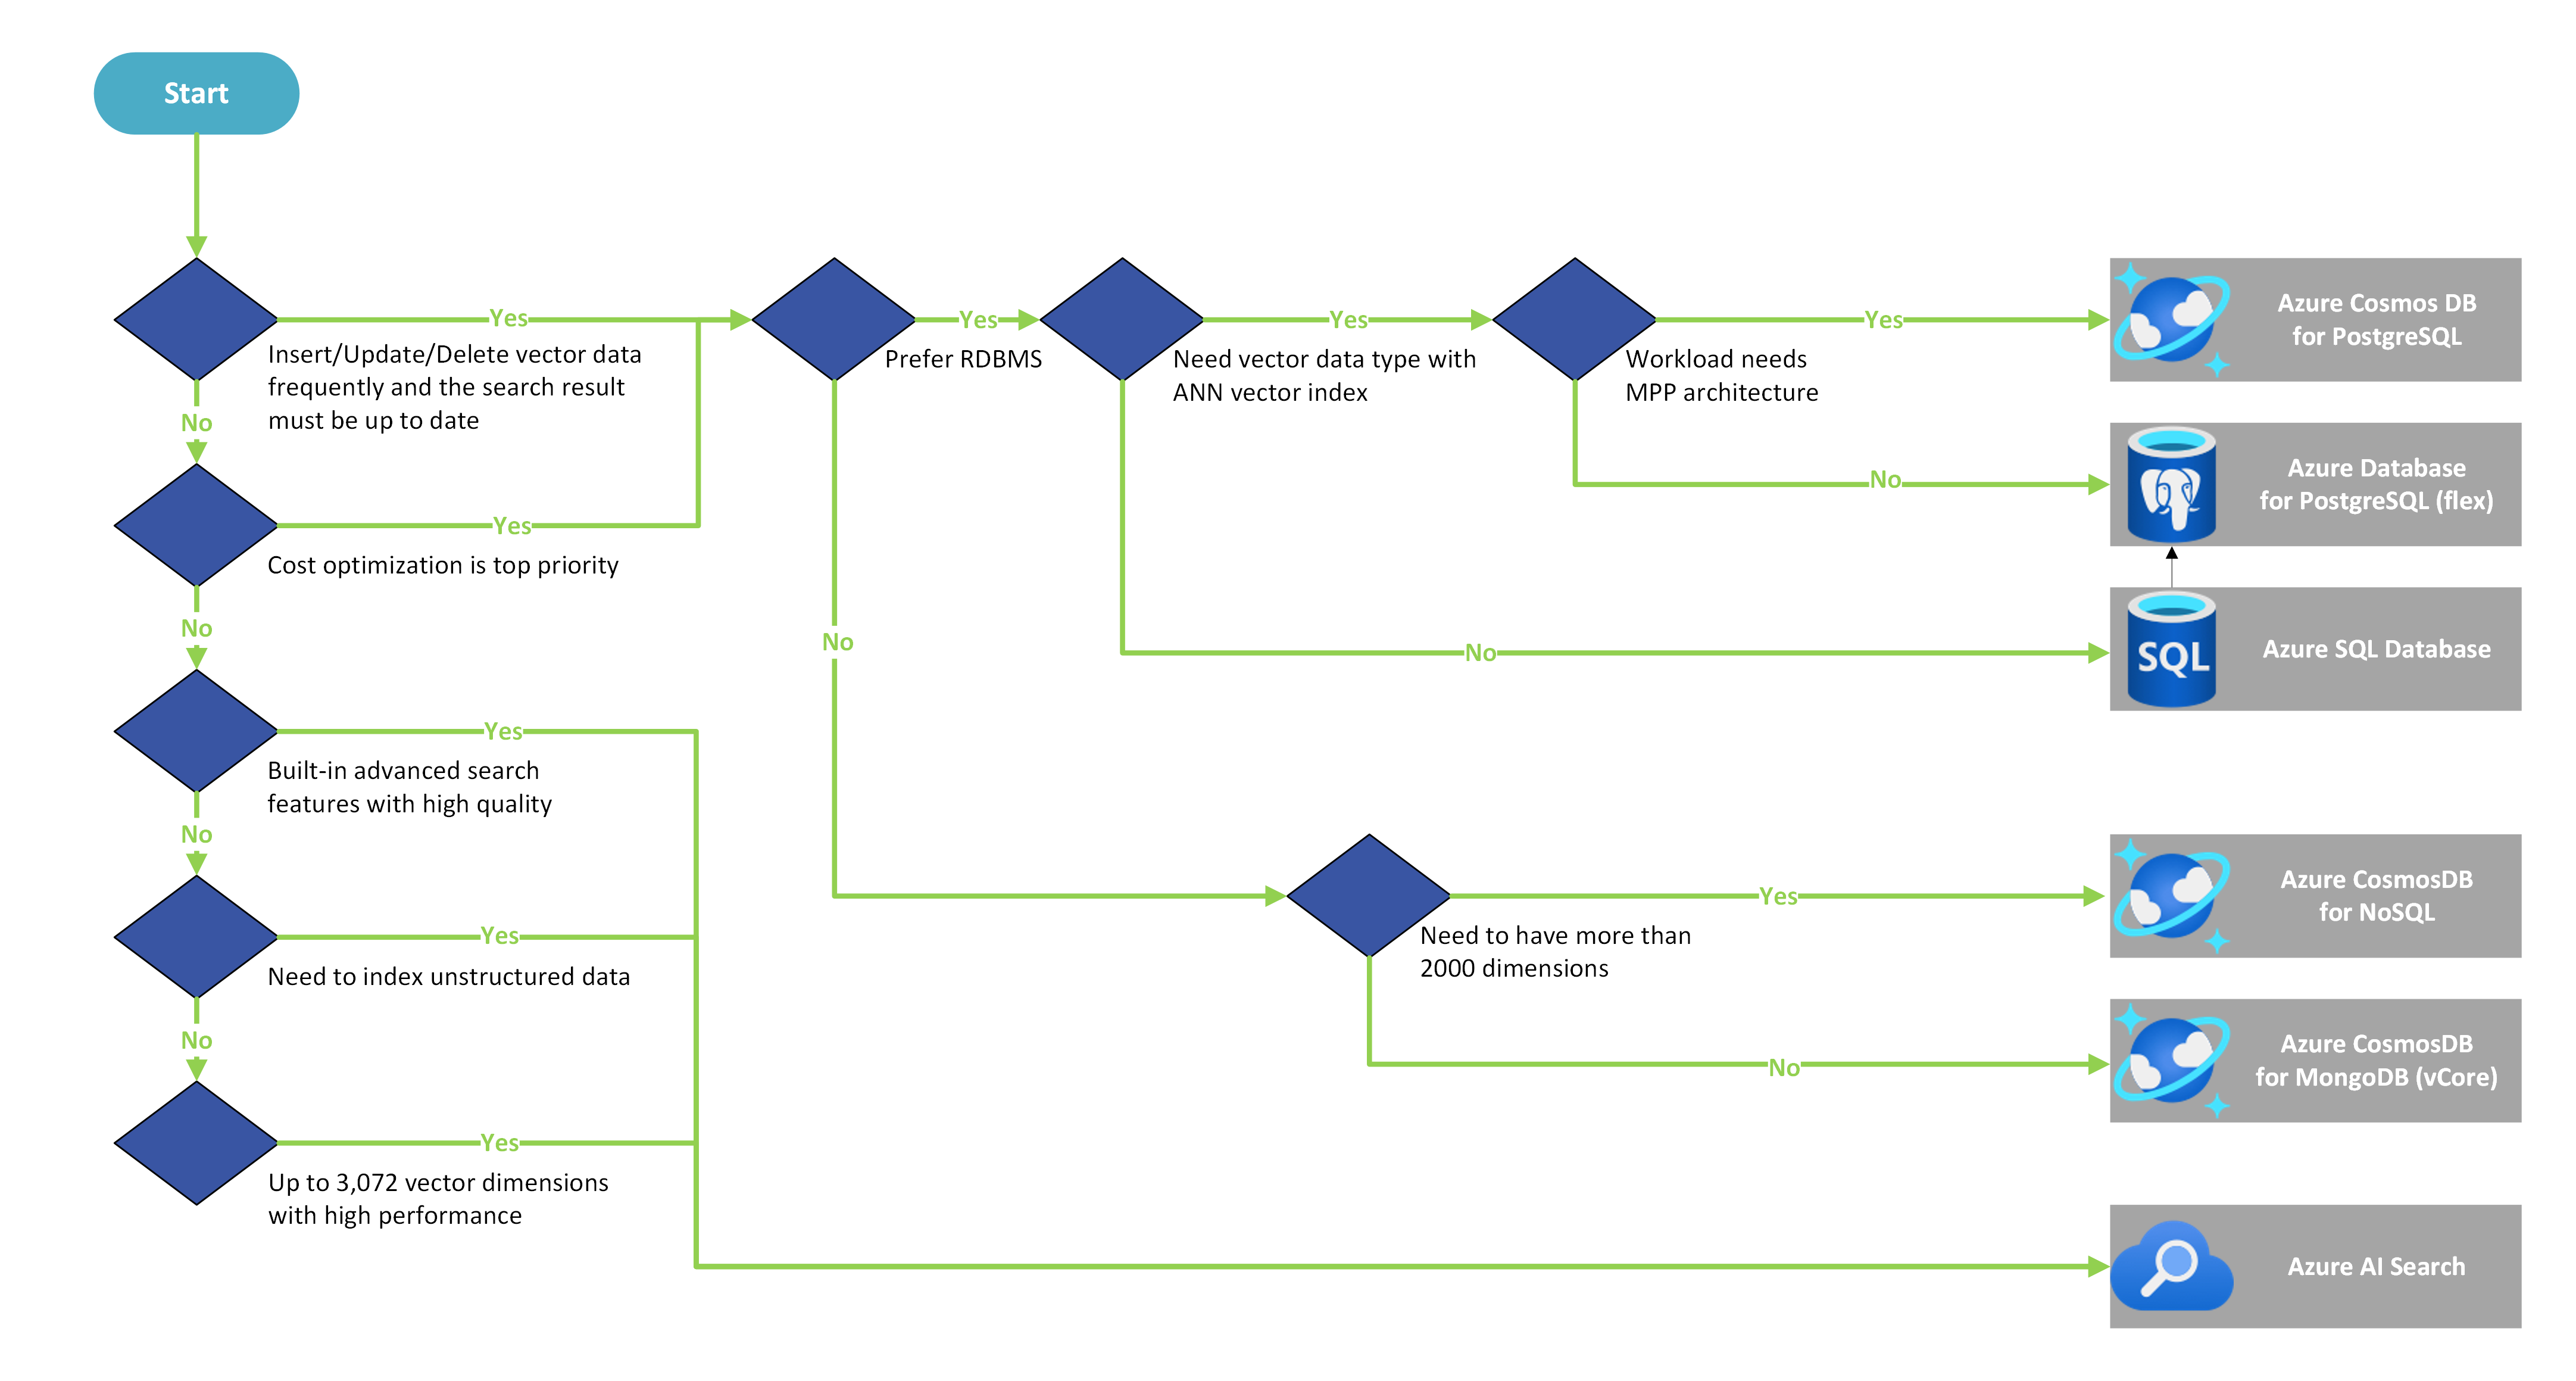 Start
Yes
Insert/Update/Delete vector data
frequently and the search result
must be up to date
No
Yes
Cost optimization is top priority
No
Yes
Built-in advanced search
features with high quality
No
Yes
Need to index unstructured data
No
Yes
Up to 3,072 vector dimensions
with high performance
Prefer RDBMS
Yes
No
Need vector data type with
ANN vector index
Yes
No
Workload needs
MPP architecture
Yes
No
Need to have more than
2000 dimensions
Yes
No
Azure Cosmos DB
for PostgreSQL
Azure Database
for PostgreSQL (flex)
SQL
Azure SQL Database
Azure CosmosDB
for NoSQL
Azure CosmosDB
for MongoDB (vCore)
Azure AI Search